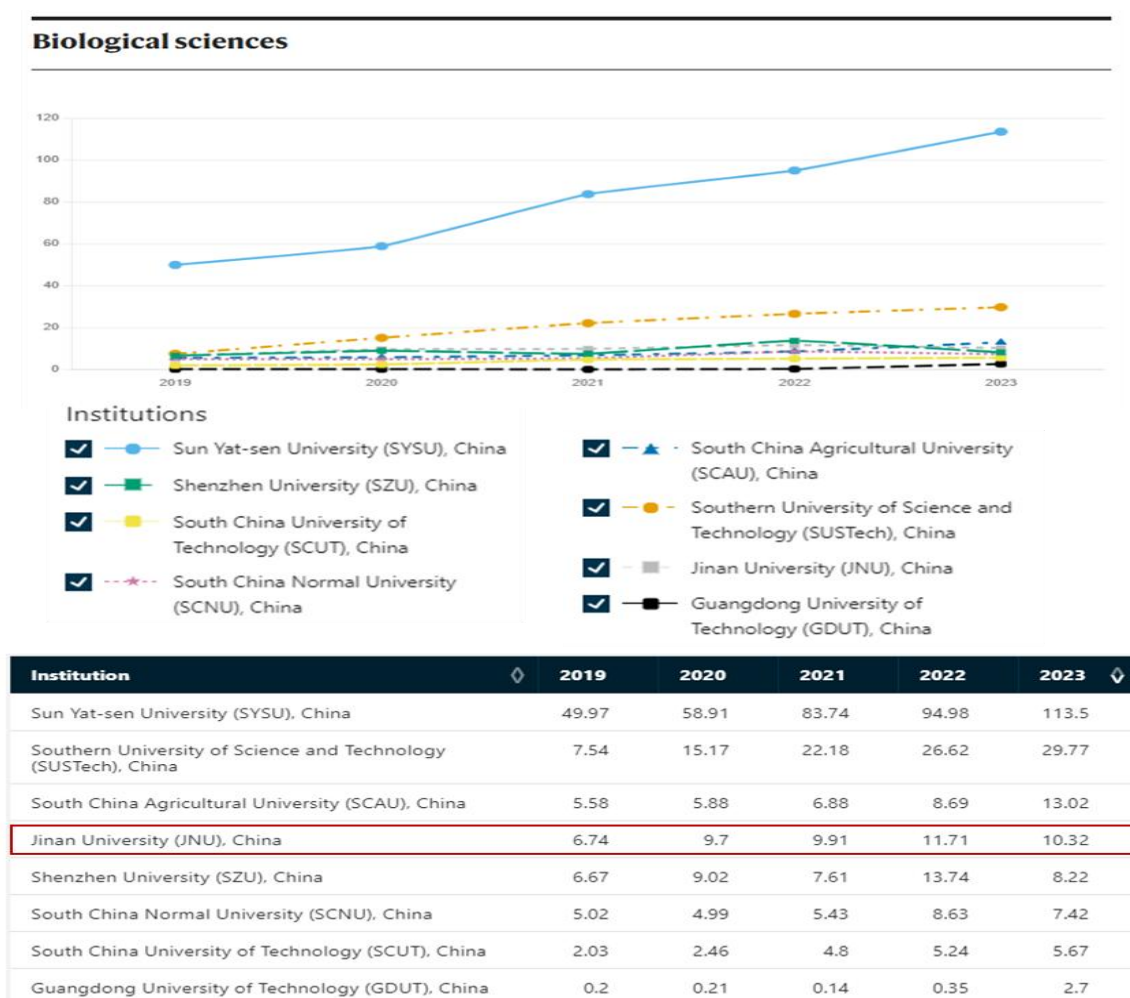 Biological sciences
120
100
80
60
40
20
0
2019 2020 2021 2022 2023
Institutions
Sun Yat-sen University (SYSU), China
Shenzhen University (SZU), China
South China University of
Technology (SCUT), China
South China Normal University
(SCNU), China
South China Agricultural University
(SCAU), China
Southern University of Science and
Technology (SUSTech), China
Jinan University (JNU), China
Guangdong University of
Technology (GDUT), China
Institution 2019 2020 2021 2022 2023
Sun Yat-sen University (SYSU), China 49.97 58.91 83.74 94.98 113.5
Southern University of Science and Technology
(SUSTech), China 7.54 15.17 22.18 26.62 29.77
South China Agricultural University (SCAU), China 5.58 5.88 6.88 8.69 13.02
Jinan University (JNU), China 6.74 9.7 9.91 11.71 10.32
Shenzhen University (SZU), China 6.67 9.02 7.61 13.74 8.22
South China Normal University (SCNU), China 5.02 4.99 5.43 8.63 7.42
South China University of Technology (SCUT), China 2.03 2.46 4.8 5.24 5.67
Guangdong University of Technology (GDUT), China 0.2 0.21 0.14 0.35 2.7